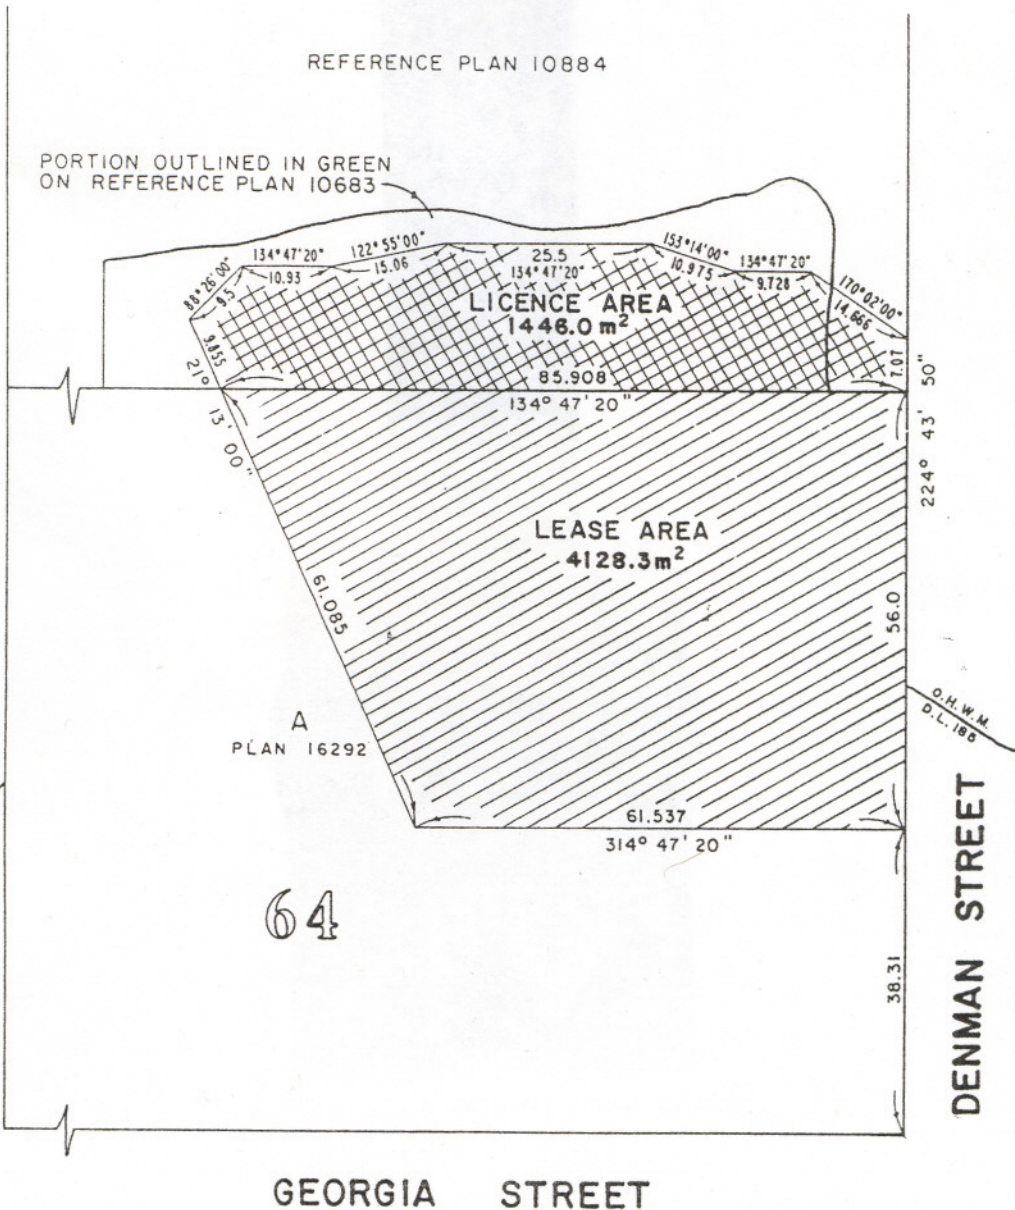 REFERENCE PLAN 10884
PORTION OUTLINED IN GREEN
ON REFERENCE PLAN 10683
88° 26' 00"
9.5
134° 47' 20"
10.93
122° 55' 00"
15.06
25.5
134° 47' 20"
153° 14' 00"
10.975
134° 47' 20"
9.728
170° 02' 00"
14.666
LICENCE AREA
1446.0 m²
9.855
7.07
85.908
134° 47' 20"
21° 13' 00"
224° 43' 50"
LEASE AREA
4128.3m²
61.085
56.0
O.H.W.M.
D.L. 185
A
PLAN 16292
61.537
314° 47' 20"
64
38.31
DENMAN STREET
GEORGIA STREET